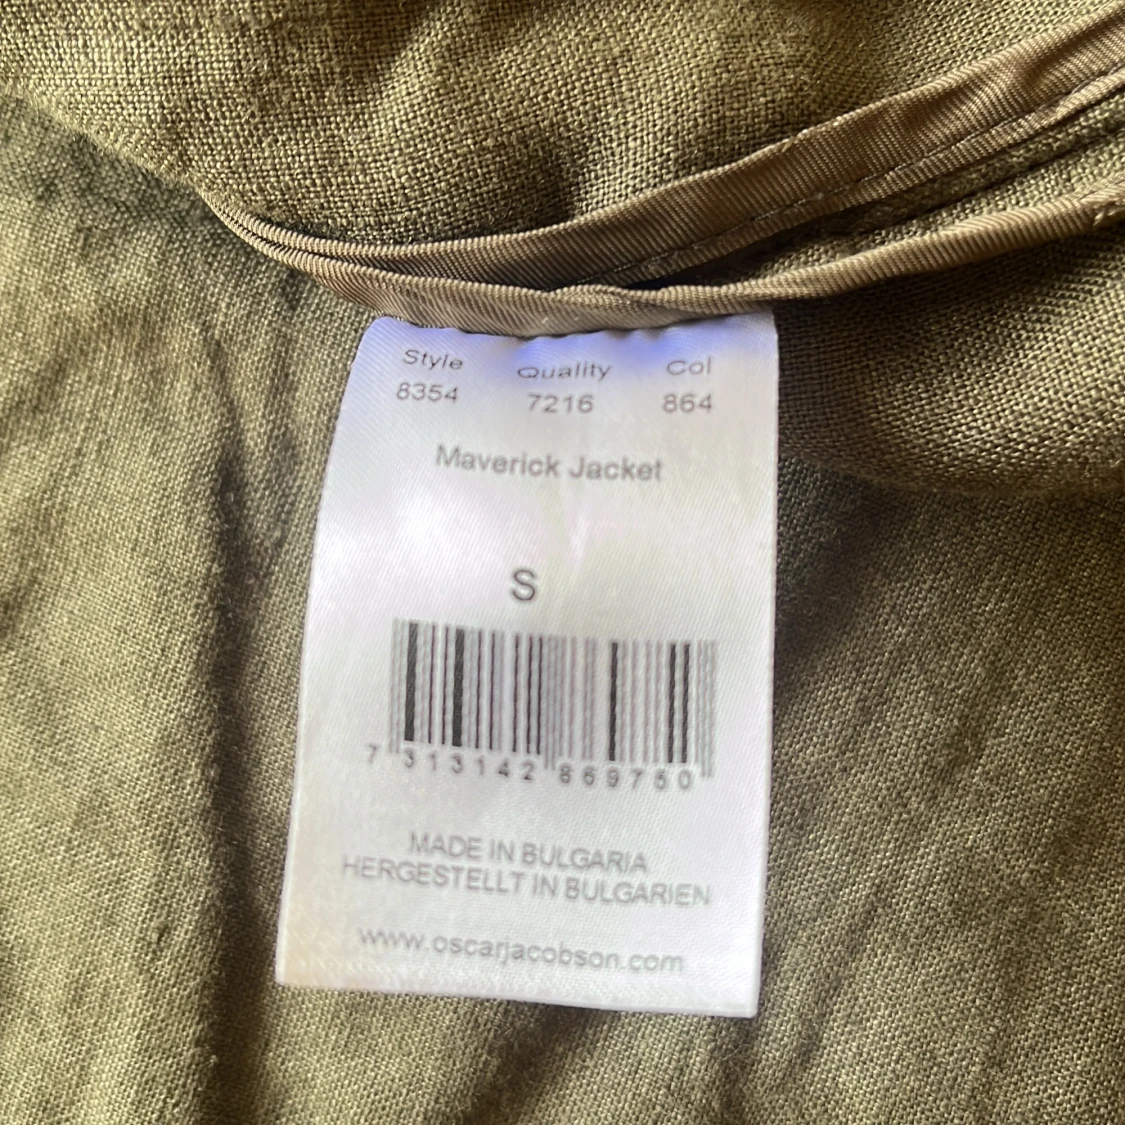 Style Quality Col
8354 7216 864
Maverick Jacket
S
7 313142 869750
MADE IN BULGARIA
HERGESTELLT IN BULGARIEN
www.oscarjacobson.com